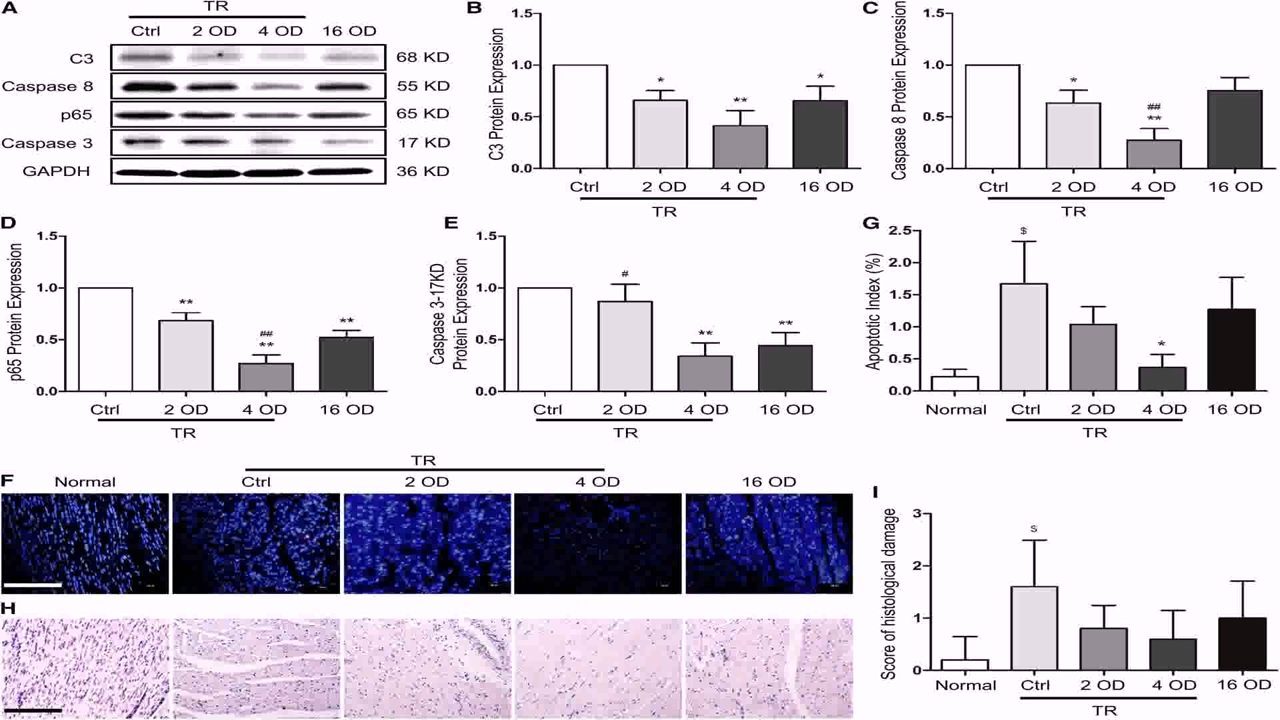 A
TR
Ctrl 2 OD 4 OD 16 OD
C3 68 KD
Caspase 8 55 KD
p65 65 KD
Caspase 3 17 KD
GAPDH 36 KD
B
C3 Protein Expression
1.5
1.0
0.5
0.0
*
**
*
Ctrl 2 OD 4 OD 16 OD
TR
C
Caspase 8 Protein Expression
1.5
1.0
0.5
0.0
*
##
**
Ctrl 2 OD 4 OD 16 OD
TR
D
p65 Protein Expression
1.5
1.0
0.5
0.0
**
##
**
**
Ctrl 2 OD 4 OD 16 OD
TR
E
Caspase 3-17KD
Protein Expression
1.5
1.0
0.5
0.0
#
**
**
Ctrl 2 OD 4 OD 16 OD
TR
G
Apoptotic Index (%)
2.5
2.0
1.5
1.0
0.5
0.0
$
*
Normal Ctrl 2 OD 4 OD 16 OD
TR
F
TR
Normal Ctrl 2 OD 4 OD 16 OD
H
I
Score of histological damage
3
2
1
0
$
Normal Ctrl 2 OD 4 OD 16 OD
TR